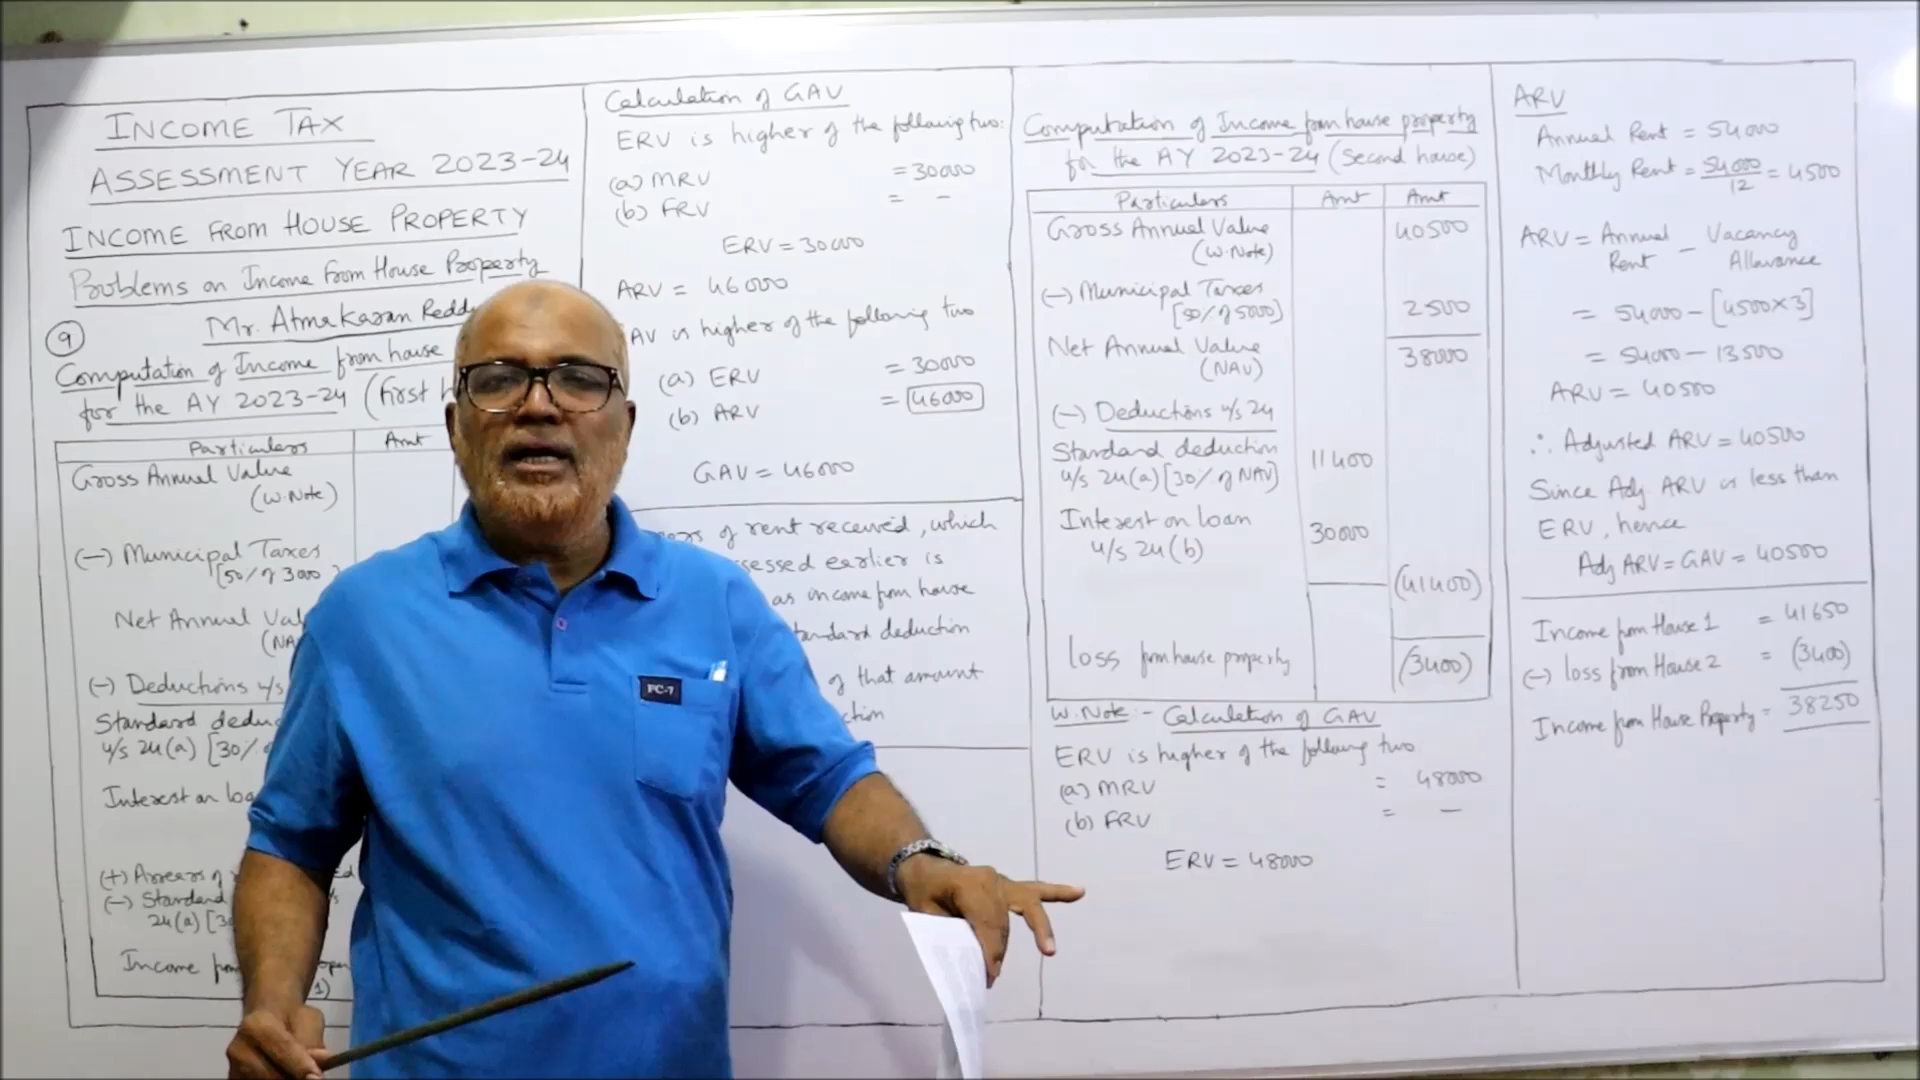 INCOME TAX
ASSESSMENT YEAR 2023-24
INCOME FROM HOUSE PROPERTY
Problems on Income from House Property
Mr. Atmakaran Reddy
9
Computation of Income from house
for the AY 2023-24 (First
Particulars Amt
Gross Annual Value
(W.Note)
(-) Municipal Taxes
[50% of 3000
Net Annual
(-) Deductions u/s
Standard
u/s 24(a) [30%
Interest on
(+) Arrears
(-) Standard
24(a)
Income
Calculation of GAV
ERV is higher of the following two:
(a) MRV = 30000
(b) FRV = -
ERV = 30000
ARV = 46000
is higher of the following two
(a) ERV = 30000
(b) ARV = 46000
GAV = 46000
of rent received, which
earlier is
as income from house
deduction
of that amount
Computation of Income from house property
for the AY 2023-24 (Second house)
Particulars Amt Amt
Gross Annual Value 40500
(W.Note)
(-) Municipal Taxes
[50% of 5000] 2500
Net Annual Value 38000
(NAV)
(-) Deductions u/s 24
Standard deduction 11400
u/s 24(a) [30% of NAV]
Interest on loan 30000
u/s 24(b)
(41400)
Loss from house property (3400)
W.Note:- Calculation of GAV
ERV is higher of the following two
(a) MRV = 48000
(b) FRV = -
ERV = 48000
ARV
Annual Rent = 54000
Monthly Rent = 54000/12 = 4500
ARV = Annual Rent - Vacancy Allowance
= 54000 - [4500×3]
= 54000 - 13500
ARV = 40500
∴ Adjusted ARV = 40500
Since Adj ARV is less than
ERV, hence
Adj ARV = GAV = 40500
Income from House 1 = 41650
(-) loss from House 2 = (3400)
Income from House Property = 38250
FC-7